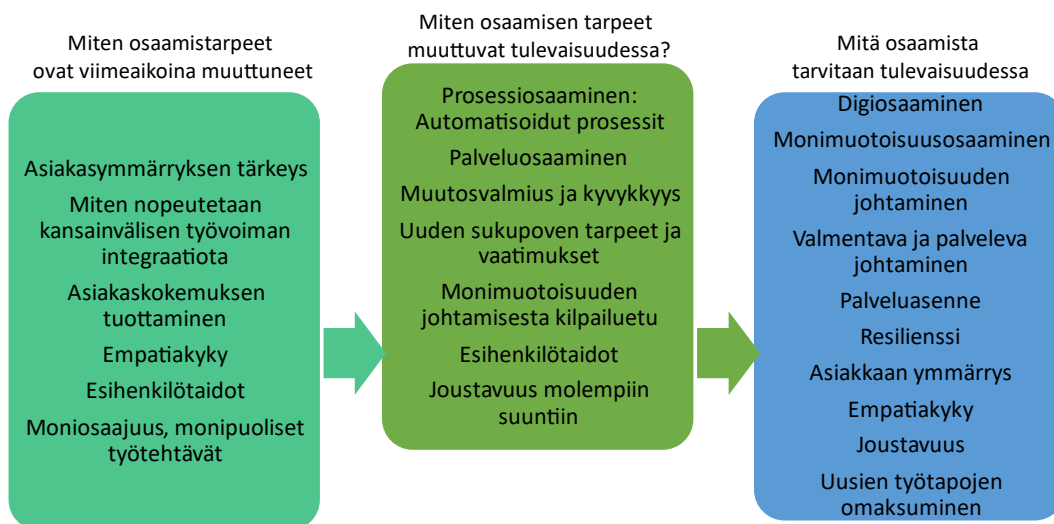 Miten osaamistarpeet
ovat viimeaikoina muuttuneet
Asiakasymmärryksen tärkeys
Miten nopeutetaan
kansainvälisen työvoiman
integraatiota
Asiakaskokemuksen
tuottaminen
Empatiakyky
Esihenkilötaidot
Moniosaajuus, monipuoliset
työtehtävät
Miten osaamisen tarpeet
muuttuvat tulevaisuudessa?
Prosessiosaaminen:
Automatisoidut prosessit
Palveluosaaminen
Muutosvalmius ja kyvykkyys
Uuden sukupoven tarpeet ja
vaatimukset
Monimuotoisuuden
johtamisesta kilpailuetu
Esihenkilötaidot
Joustavuus molempiin
suuntiin
Mitä osaamista
tarvitaan tulevaisuudessa
Digiosaaminen
Monimuotoisuusosaaminen
Monimuotoisuuden
johtaminen
Valmentava ja palveleva
johtaminen
Palveluasenne
Resilienssi
Asiakkaan ymmärrys
Empatiakyky
Joustavuus
Uusien työtapojen
omaksuminen